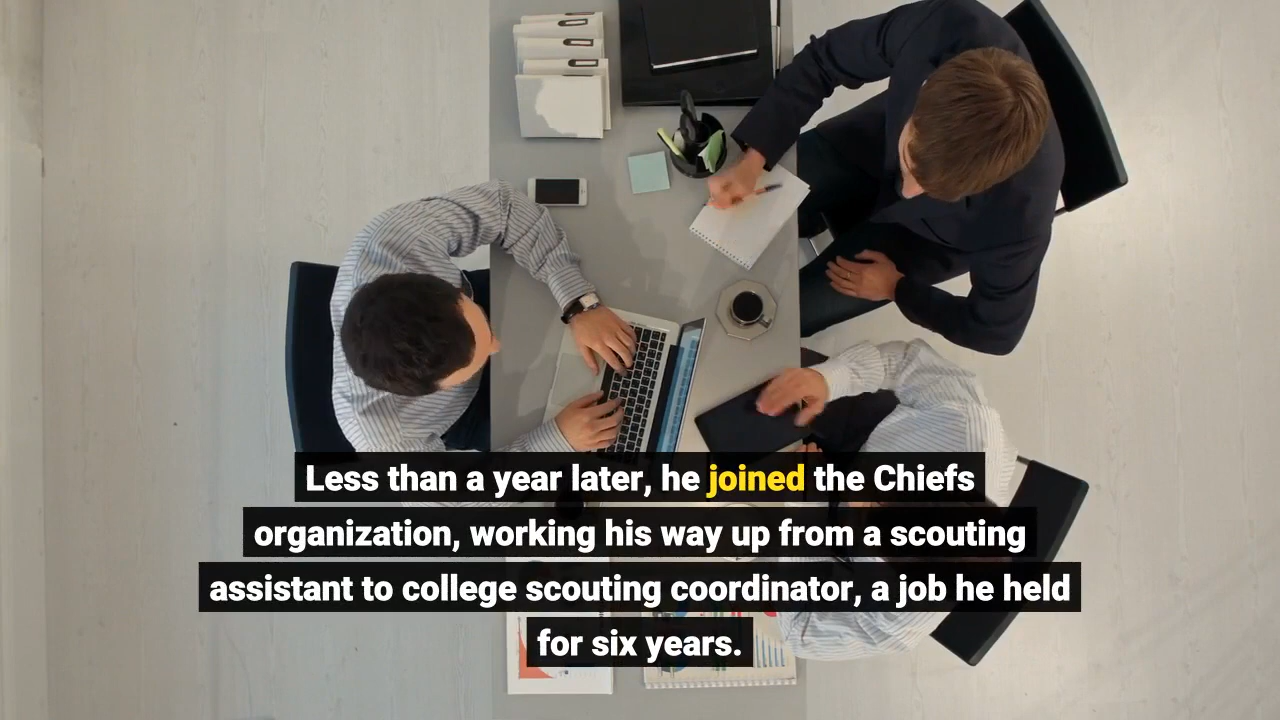 Less than a year later, he joined the Chiefs
organization, working his way up from a scouting
assistant to college scouting coordinator, a job he held
for six years.